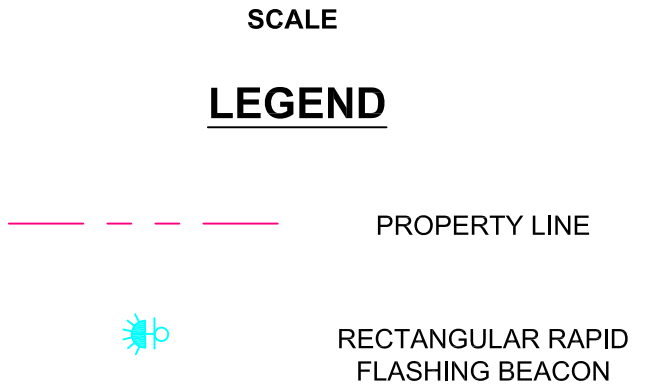 SCALE
LEGEND
PROPERTY LINE
RECTANGULAR RAPID
FLASHING BEACON